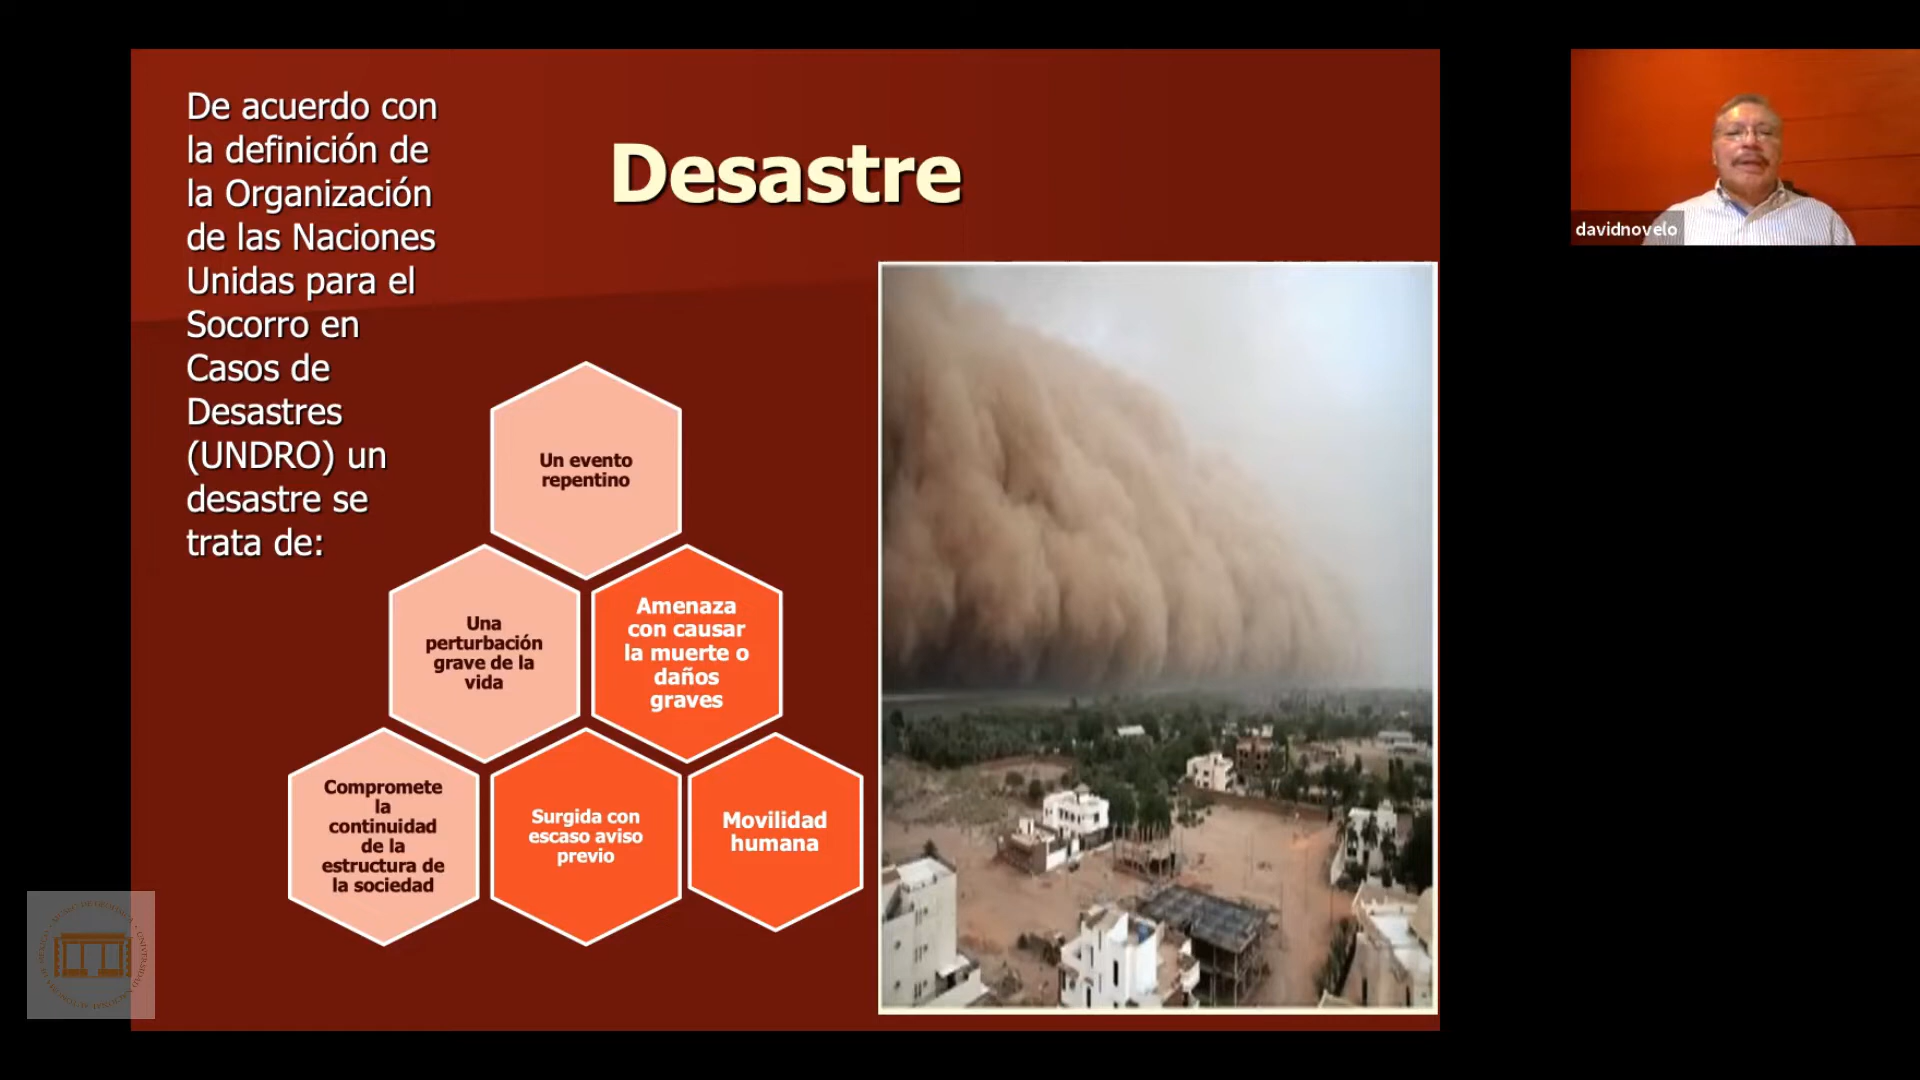 De acuerdo con
la definición de
la Organización
de las Naciones
Unidas para el
Socorro en
Casos de
Desastres
(UNDRO) un
desastre se
trata de:
Desastre
Un evento
repentino
Una
perturbación
grave de la
vida
Amenaza
con causar
la muerte o
daños
graves
Compromete
la
continuidad
de la
estructura de
la sociedad
Surgida con
escaso aviso
previo
Movilidad
humana
davidnovelo